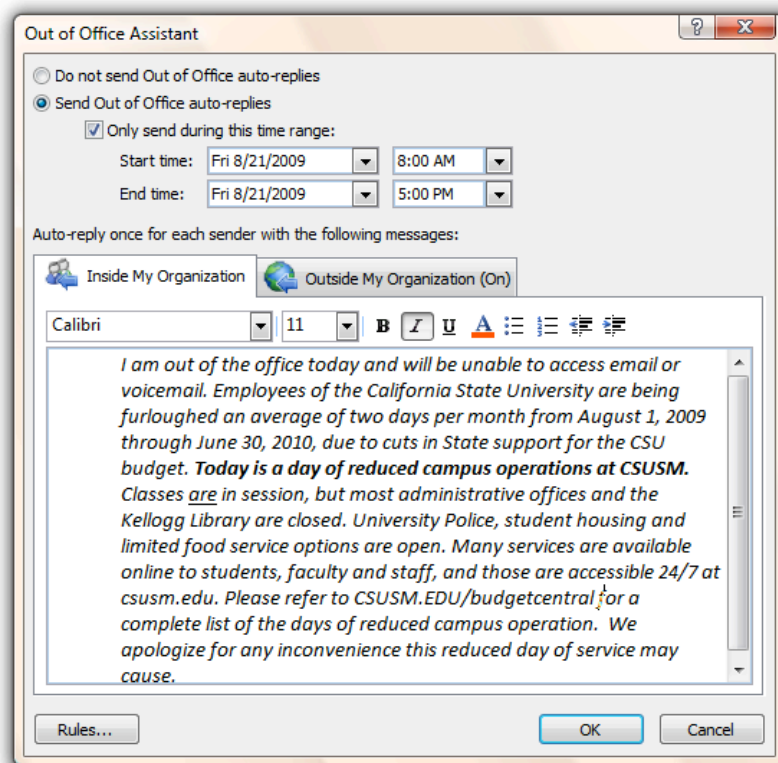 Out of Office Assistant
Do not send Out of Office auto-replies
Send Out of Office auto-replies
Only send during this time range:
Start time: Fri 8/21/2009 8:00 AM
End time: Fri 8/21/2009 5:00 PM
Auto-reply once for each sender with the following messages:
Inside My Organization Outside My Organization (On)
Calibri 11 B I U A
I am out of the office today and will be unable to access email or
voicemail. Employees of the California State University are being
furloughed an average of two days per month from August 1, 2009
through June 30, 2010, due to cuts in State support for the CSU
budget. Today is a day of reduced campus operations at CSUSM.
Classes are in session, but most administrative offices and the
Kellogg Library are closed. University Police, student housing and
limited food service options are open. Many services are available
online to students, faculty and staff, and those are accessible 24/7 at
csusm.edu. Please refer to CSUSM.EDU/budgetcentral for a
complete list of the days of reduced campus operation.  We
apologize for any inconvenience this reduced day of service may
cause.
Rules... OK Cancel